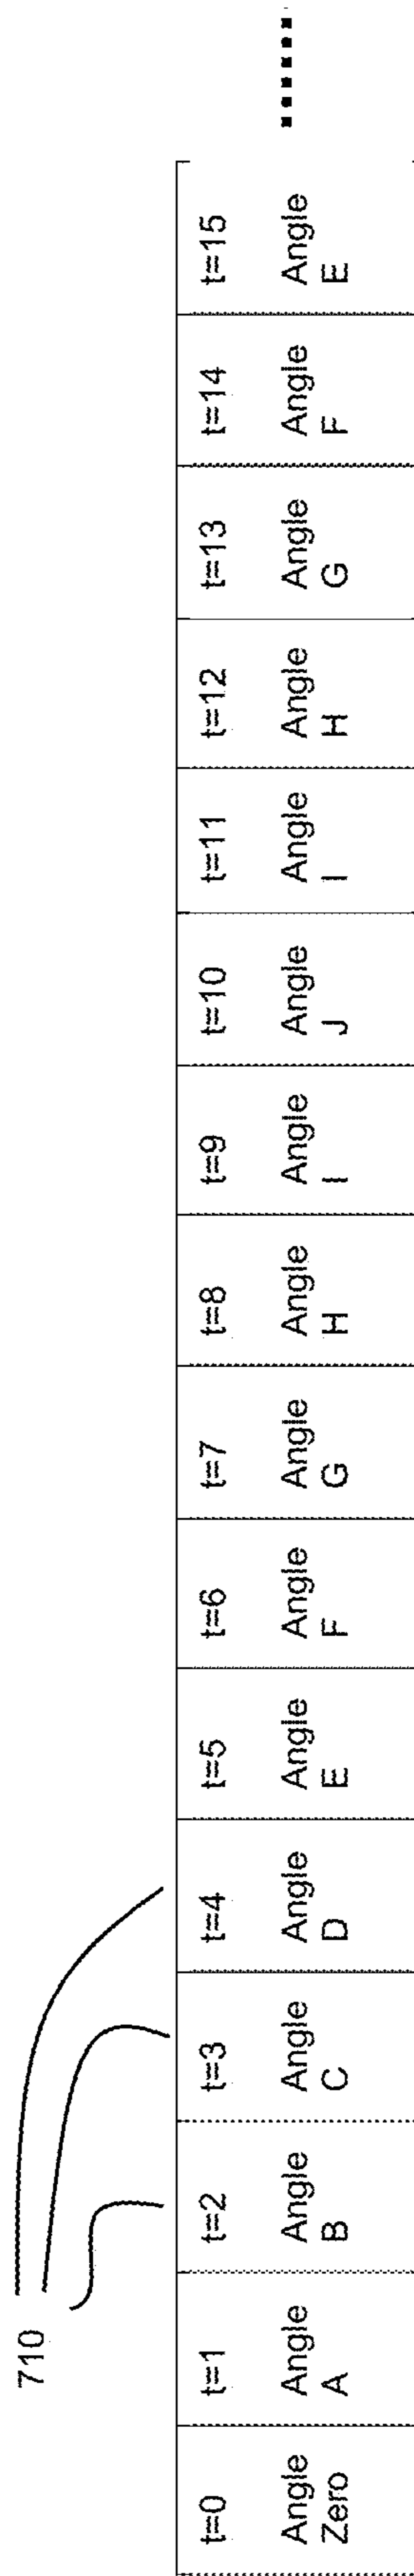 710
t=0 t=1 t=2 t=3 t=4 t=5 t=6 t=7 t=8 t=9 t=10 t=11 t=12 t=13 t=14 t=15
Angle Angle Angle Angle Angle Angle Angle Angle Angle Angle Angle Angle Angle Angle Angle Angle
Zero A B C D E F G H I J I H G F E